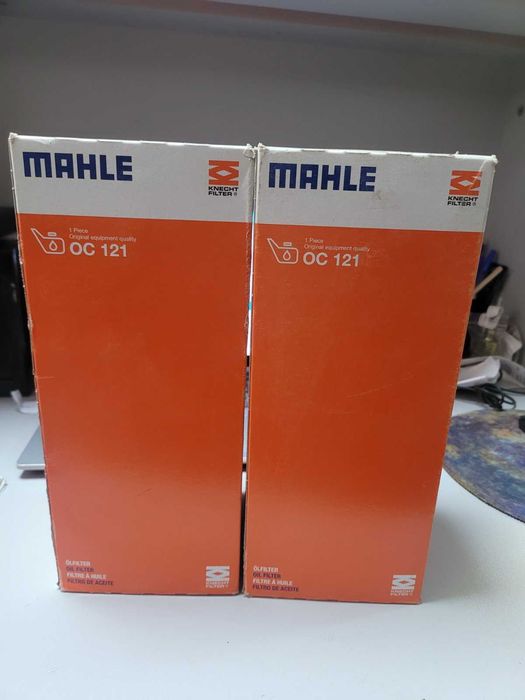 MAHLE
KNECHT
FILTER®
1 Piece
Original equipment quality
OC 121
ÖLFILTER
OIL FILTER
FILTRE À HUILE
FILTRO DE ACEITE
KNECHT
FILTER®
MAHLE
KNECHT
FILTER®
1 Piece
Original equipment quality
OC 121
ÖLFILTER
OIL FILTER
FILTRE À HUILE
FILTRO DE ACEITE
KNECHT
FILTER®